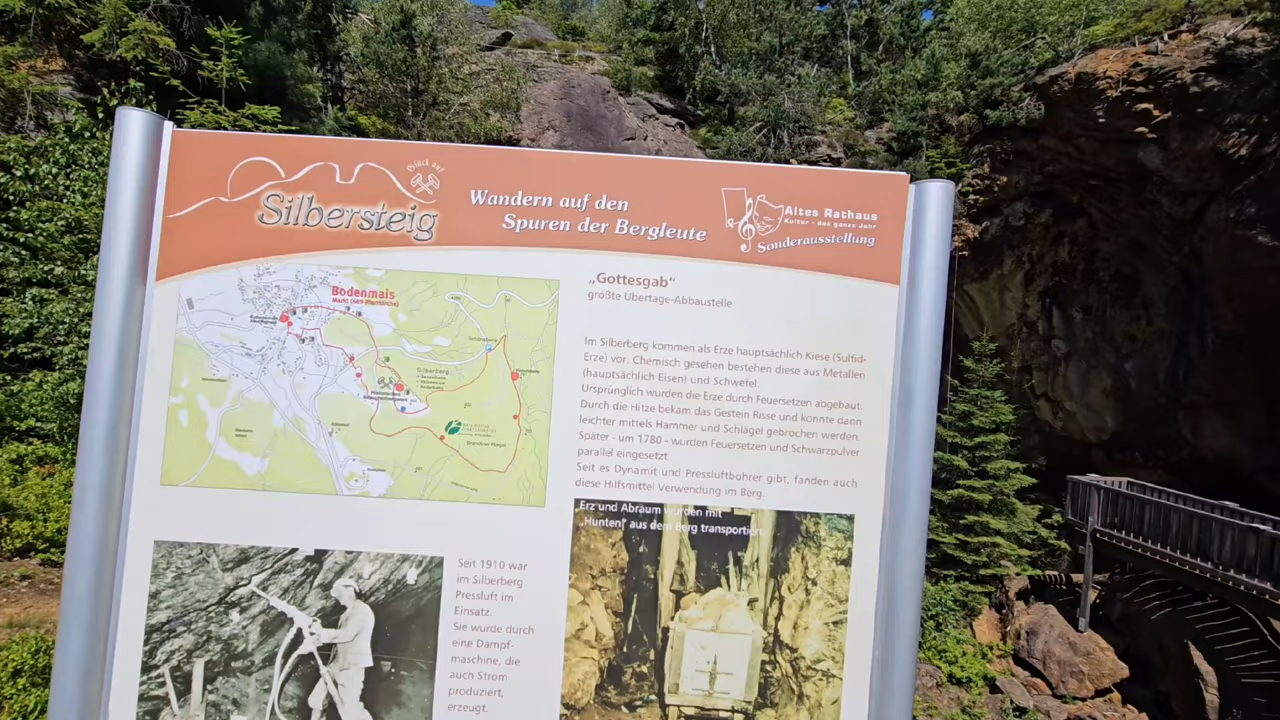 Glück auf
Silbersteig
Wandern auf den
Spuren der Bergleute
Altes Rathaus
Kultur - das ganze Jahr
Sonderausstellung
Bodenmais
Markt (689
Silberberg
„Gottesgab“
größte Übertage-Abbaustelle
Im Silberberg kommen als Erze hauptsächlich Kiese (Sulfid-
Erze) vor. Chemisch gesehen bestehen diese aus Metallen
(hauptsächlich Eisen) und Schwefel.
Ursprünglich wurden die Erze durch Feuersetzen abgebaut.
Durch die Hitze bekam das Gestein Risse und konnte dann
leichter mittels Hammer und Schlägel gebrochen werden.
Später - um 1780 - wurden Feuersetzen und Schwarzpulver
parallel eingesetzt.
Seit es Dynamit und Pressluftbohrer gibt, fanden auch
diese Hilfsmittel Verwendung im Berg.
Erz und Abraum wurden mit
„Hunten“ aus dem Berg transportiert.
Seit 1910 war
im Silberberg
Pressluft im
Einsatz.
Sie wurde durch
eine Dampf-
maschine, die
auch Strom
produziert,
erzeugt.